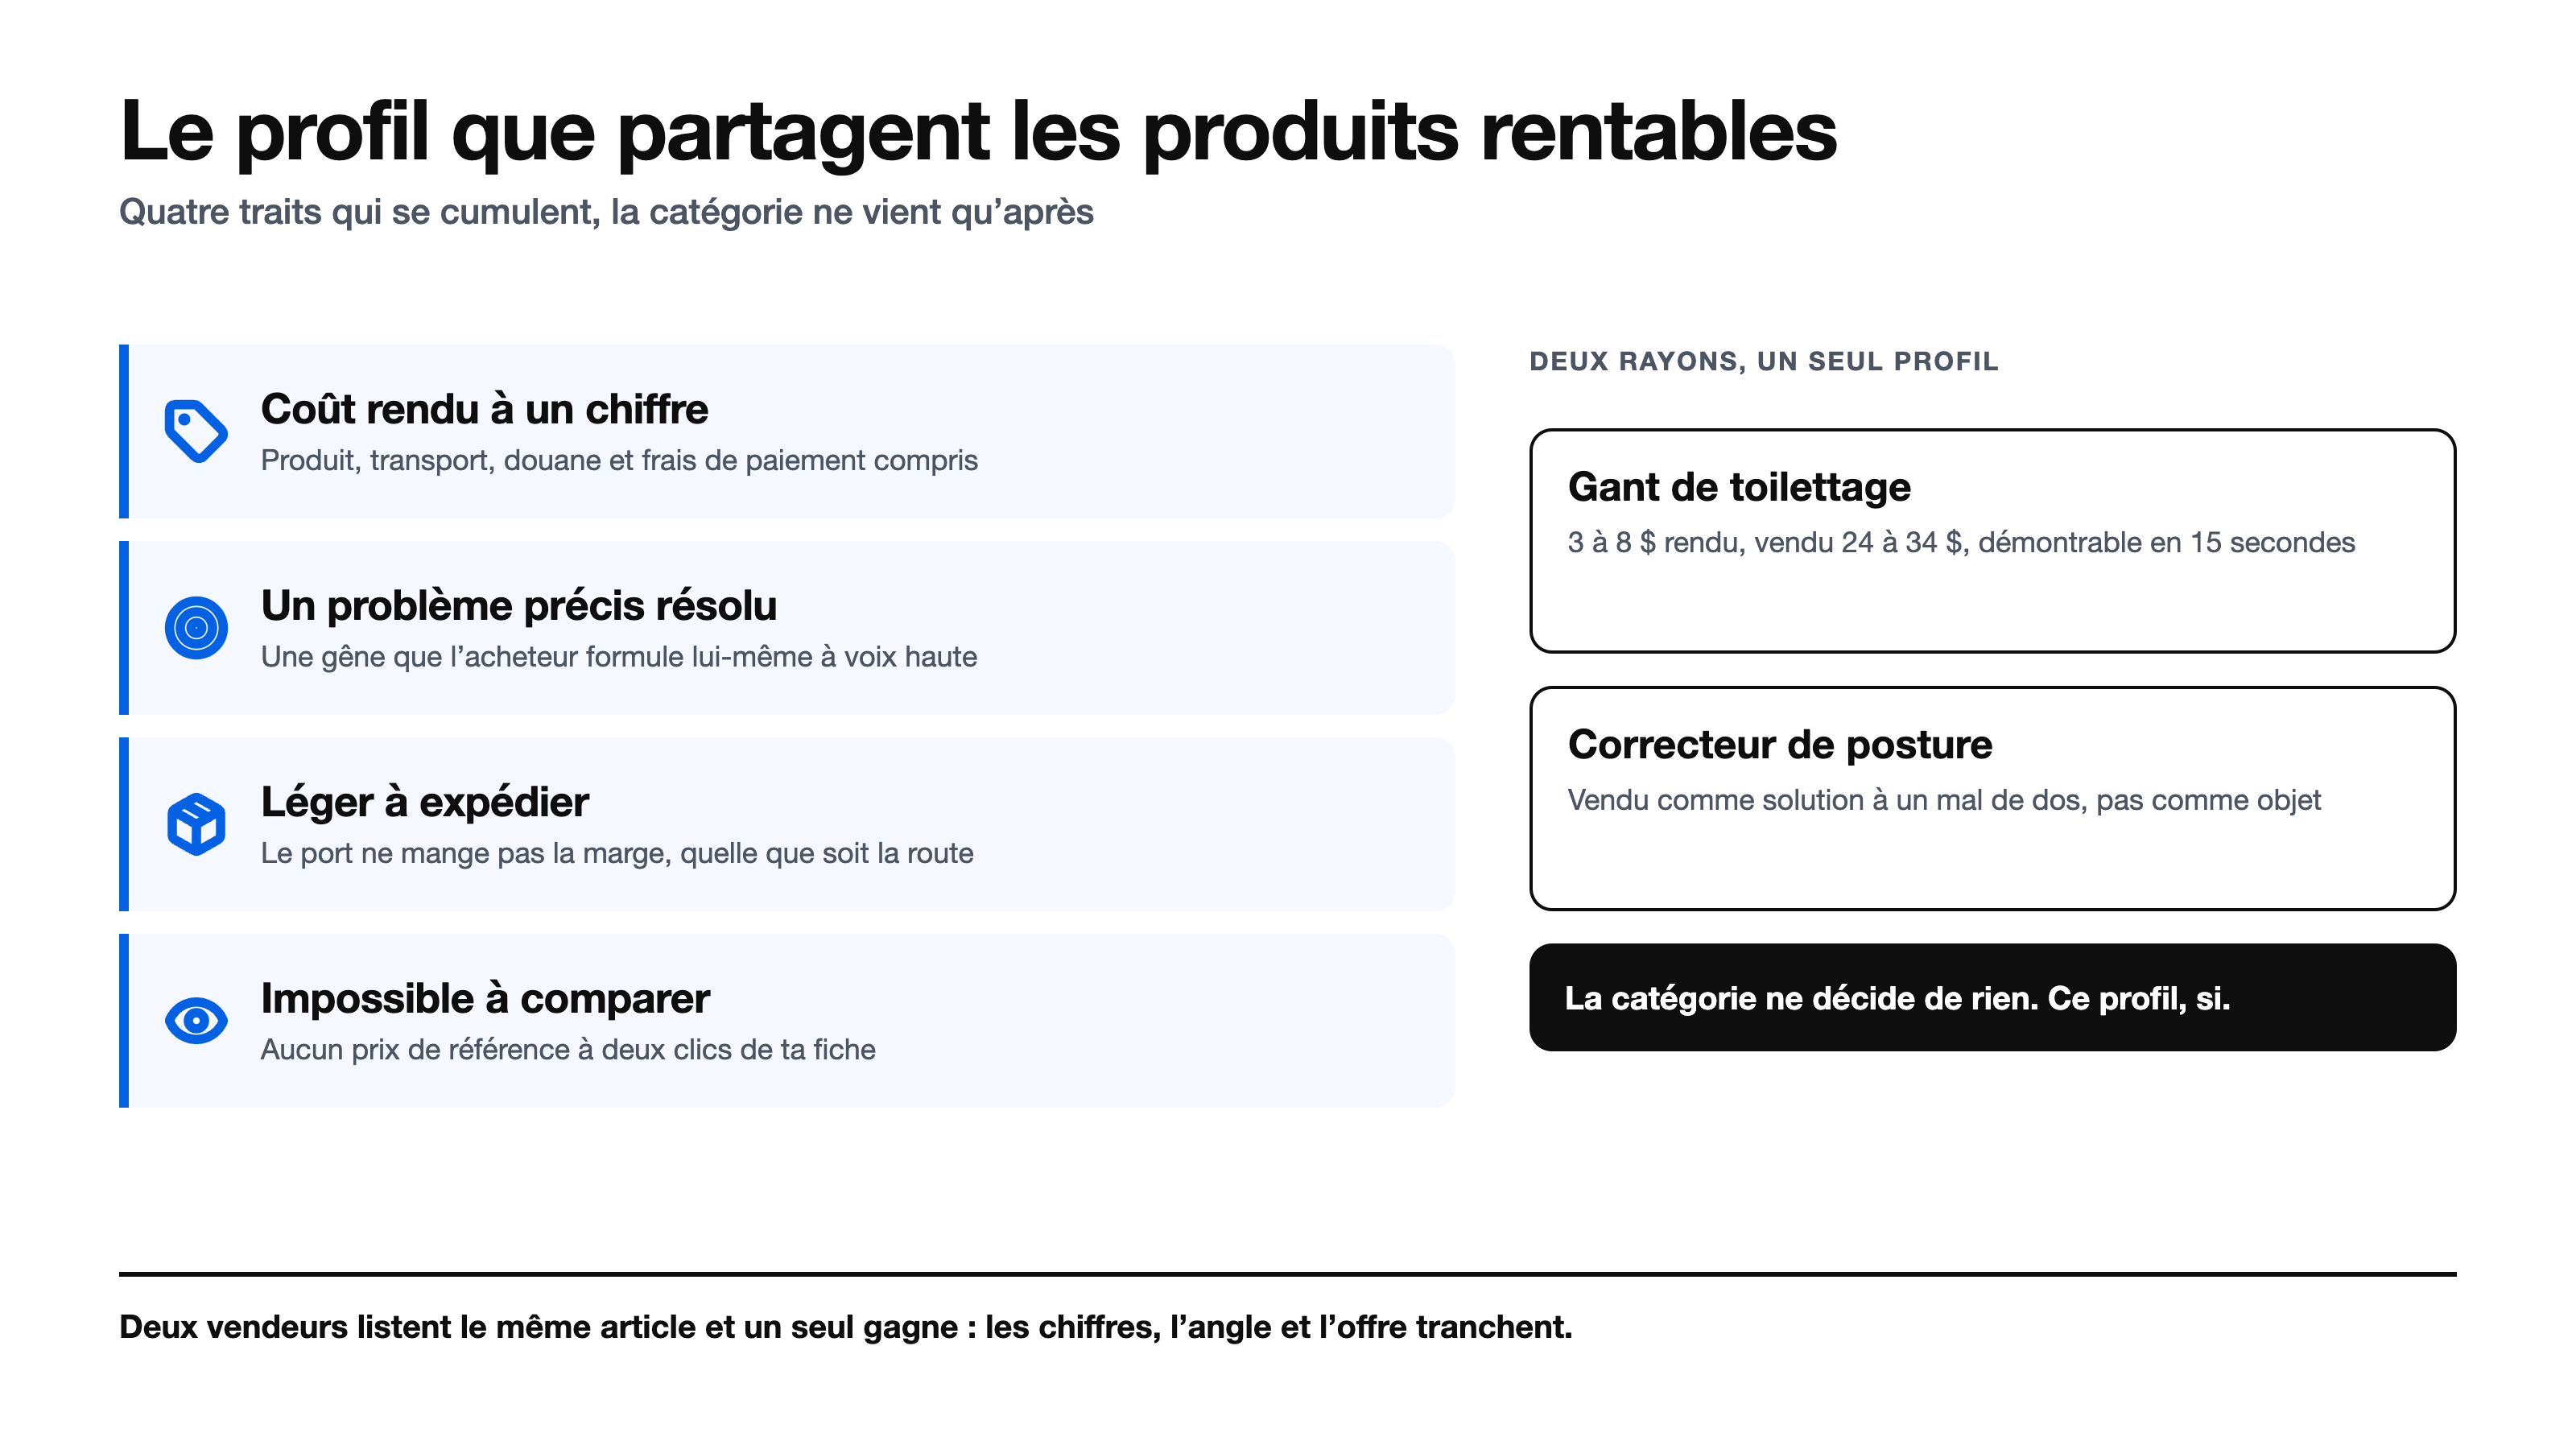 Le profil que partagent les produits rentables
Quatre traits qui se cumulent, la catégorie ne vient qu’après
Coût rendu à un chiffre
Produit, transport, douane et frais de paiement compris
Un problème précis résolu
Une gêne que l’acheteur formule lui-même à voix haute
Léger à expédier
Le port ne mange pas la marge, quelle que soit la route
Impossible à comparer
Aucun prix de référence à deux clics de ta fiche
DEUX RAYONS, UN SEUL PROFIL
Gant de toilettage
3 à 8 $ rendu, vendu 24 à 34 $, démontrable en 15 secondes
Correcteur de posture
Vendu comme solution à un mal de dos, pas comme objet
La catégorie ne décide de rien. Ce profil, si.
Deux vendeurs listent le même article et un seul gagne : les chiffres, l’angle et l’offre tranchent.